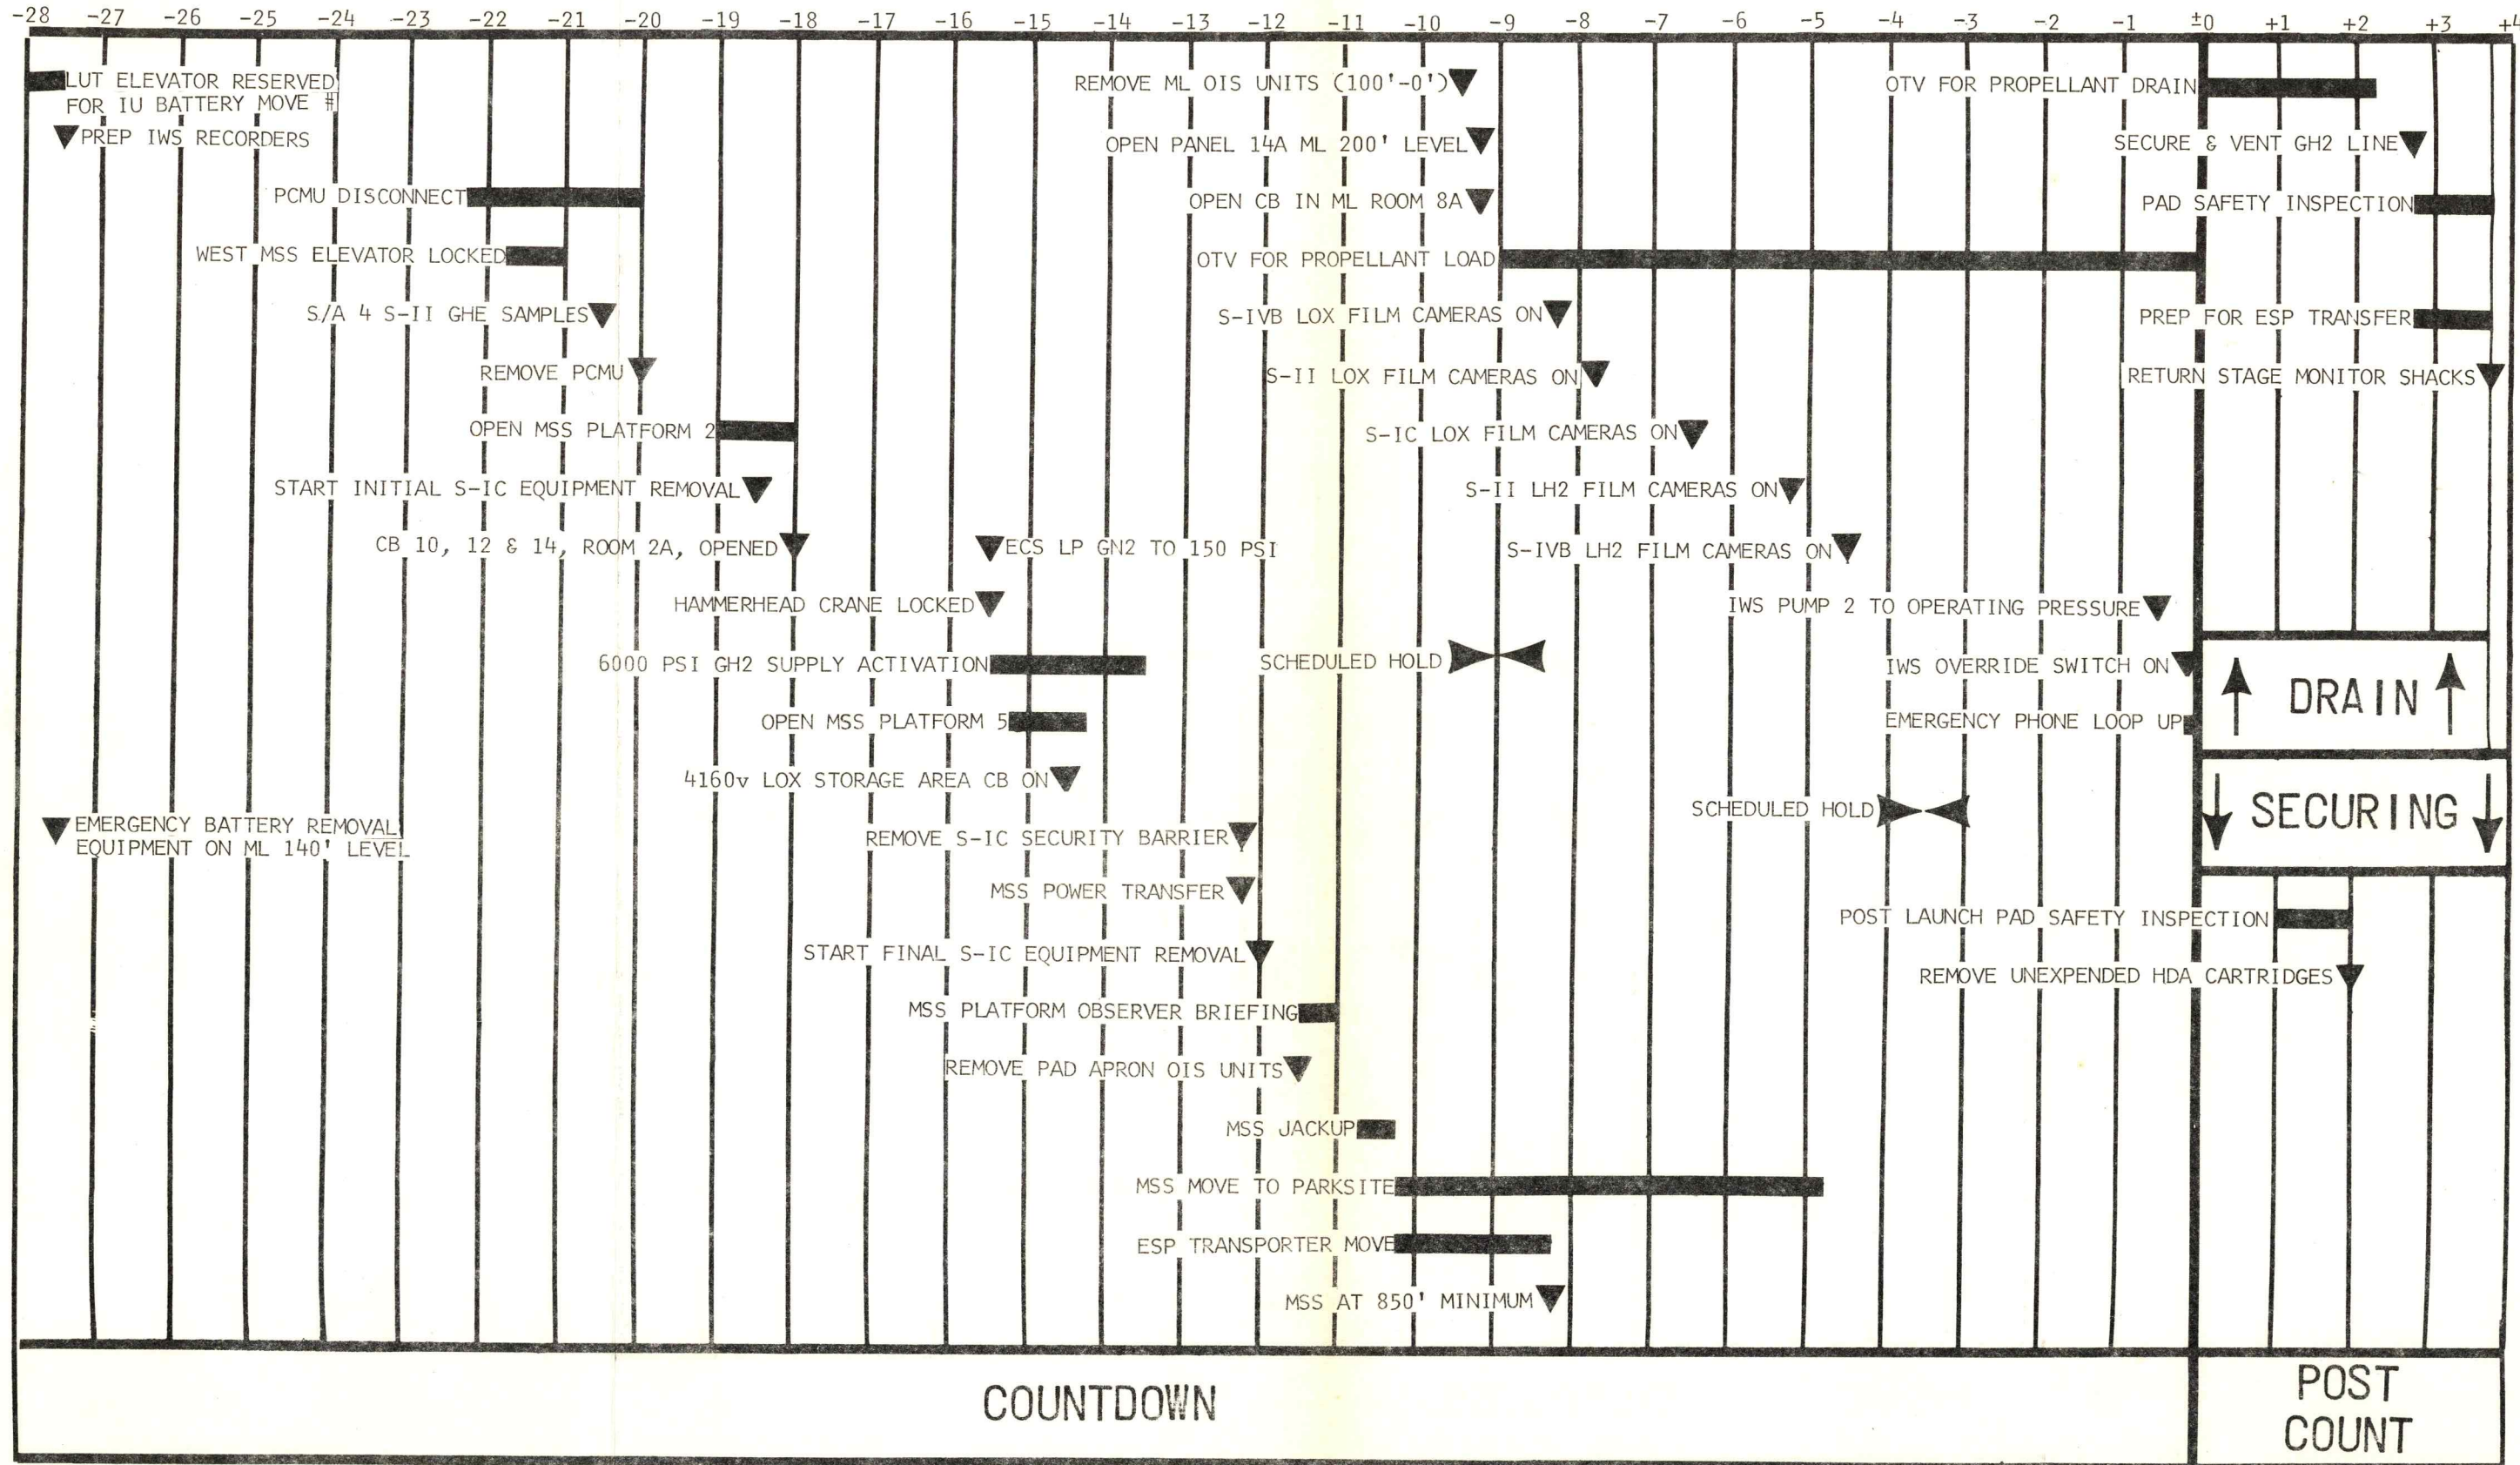 -28 -27 -26 -25 -24 -23 -22 -21 -20 -19 -18 -17 -16 -15 -14 -13 -12 -11 -10 -9 -8 -7 -6 -5 -4 -3 -2 -1 ±0 +1 +2 +3 +4
LUT ELEVATOR RESERVED
FOR IU BATTERY MOVE #
PREP IWS RECORDERS
PCMU DISCONNECT
WEST MSS ELEVATOR LOCKED
S/A 4 S-II GHE SAMPLES
REMOVE PCMU
OPEN MSS PLATFORM 2
START INITIAL S-IC EQUIPMENT REMOVAL
CB 10, 12 & 14, ROOM 2A, OPENED
ECS LP GN2 TO 150 PSI
HAMMERHEAD CRANE LOCKED
6000 PSI GH2 SUPPLY ACTIVATION
OPEN MSS PLATFORM 5
4160v LOX STORAGE AREA CB ON
EMERGENCY BATTERY REMOVAL
EQUIPMENT ON ML 140' LEVEL
REMOVE S-IC SECURITY BARRIER
MSS POWER TRANSFER
START FINAL S-IC EQUIPMENT REMOVAL
MSS PLATFORM OBSERVER BRIEFING
REMOVE PAD APRON OIS UNITS
MSS JACKUP
MSS MOVE TO PARKSITE
ESP TRANSPORTER MOVE
MSS AT 850' MINIMUM
REMOVE ML OIS UNITS (100'-0')
OPEN PANEL 14A ML 200' LEVEL
OPEN CB IN ML ROOM 8A
OTV FOR PROPELLANT LOAD
S-IVB LOX FILM CAMERAS ON
S-II LOX FILM CAMERAS ON
S-IC LOX FILM CAMERAS ON
S-II LH2 FILM CAMERAS ON
S-IVB LH2 FILM CAMERAS ON
IWS PUMP 2 TO OPERATING PRESSURE
SCHEDULED HOLD
IWS OVERRIDE SWITCH ON
EMERGENCY PHONE LOOP UP
SCHEDULED HOLD
OTV FOR PROPELLANT DRAIN
SECURE & VENT GH2 LINE
PAD SAFETY INSPECTION
PREP FOR ESP TRANSFER
RETURN STAGE MONITOR SHACKS
DRAIN
SECURING
POST LAUNCH PAD SAFETY INSPECTION
REMOVE UNEXPENDED HDA CARTRIDGES
COUNTDOWN
POST
COUNT